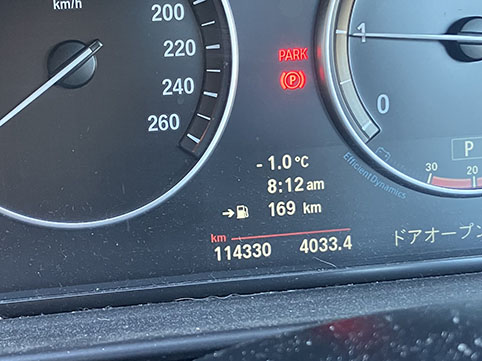 km/h
200
220
240
260
PARK
P
1
0
P
30 20
EfficientDynamics
- 1.0 °C
8:12 am
169 km
km
114330 4033.4
ドアオープン